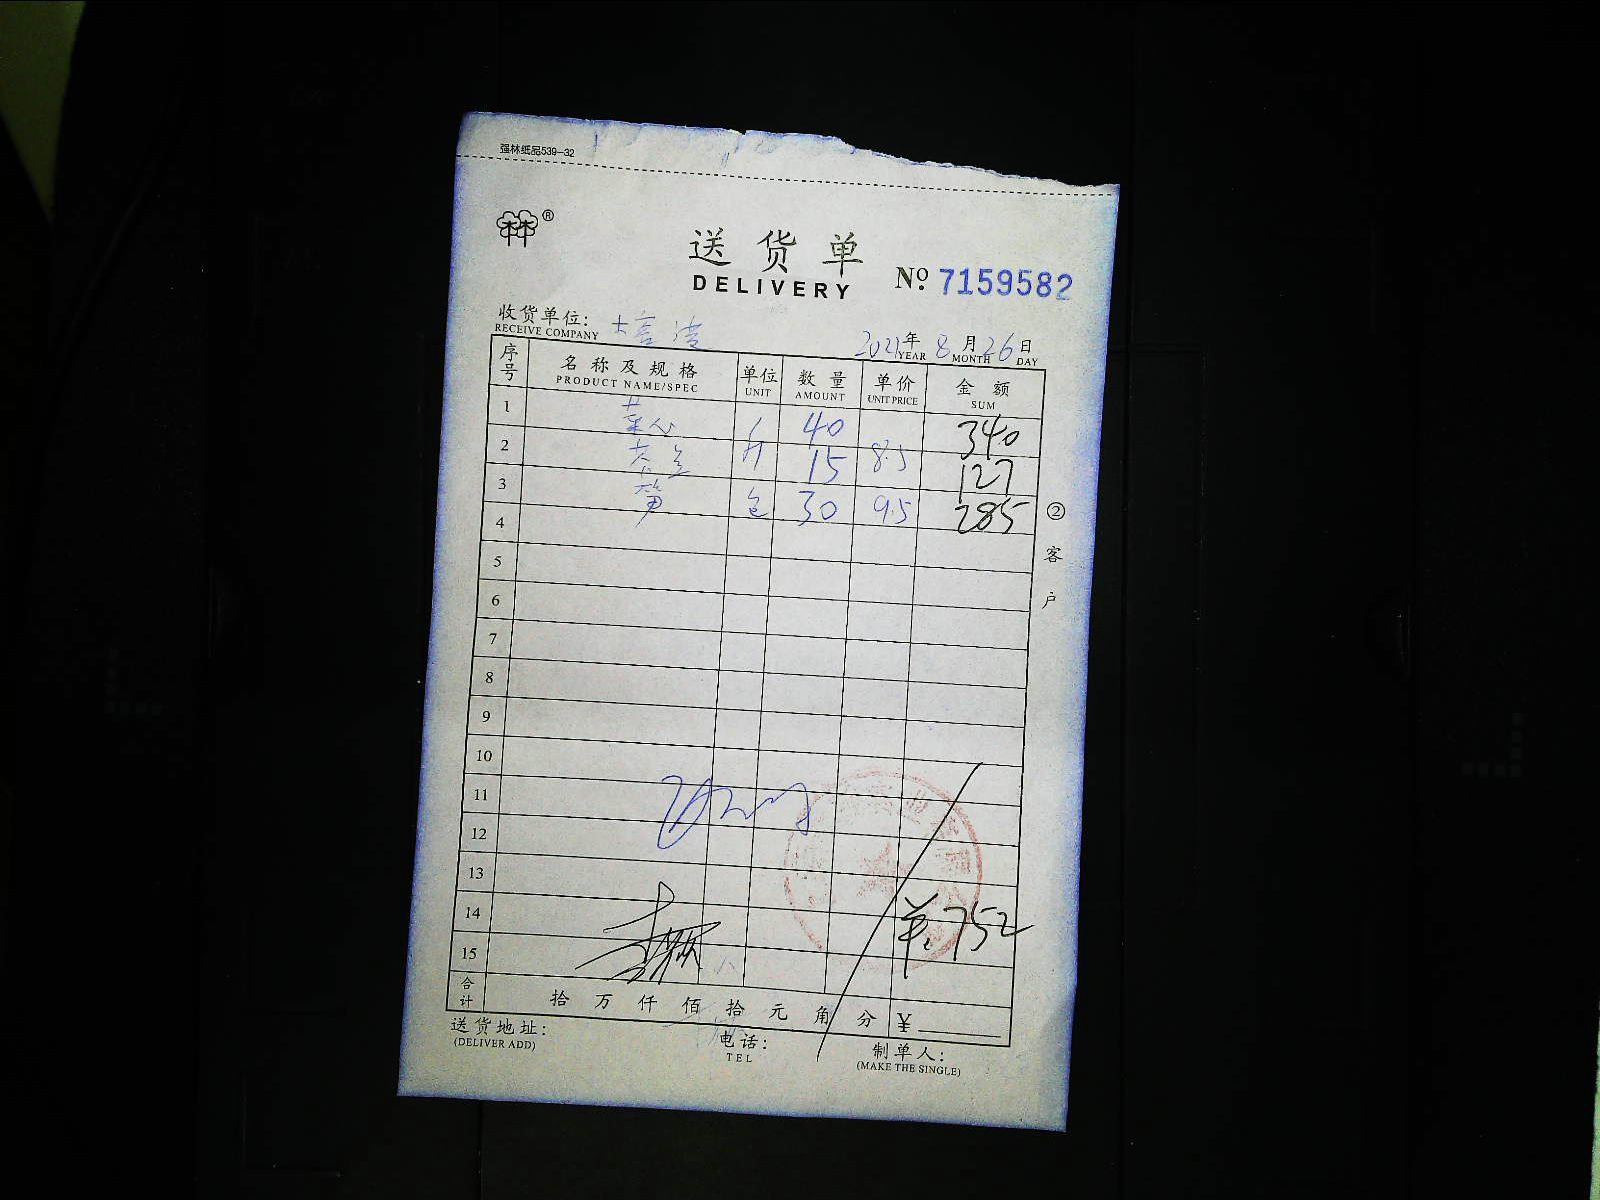 强林纸品539-32
®
送货单
DELIVERY
No: 7159582
收货单位:
RECEIVE COMPANY
2021年 8月 26日
YEAR MONTH DAY
序号 名称及规格 单位 数量 单价 金额
PRODUCT NAME/SPEC UNIT AMOUNT UNIT PRICE SUM
1 菜心 40 340
2 15 8.5 127
3 包 30 9.5 285
4
5
6
7
8
9
10
11
12
13
14 ¥752
15
合计 拾万仟佰拾元角分 ¥
送货地址:
(DELIVER ADD)
电话:
TEL
制单人:
(MAKE THE SINGLE)
②客户